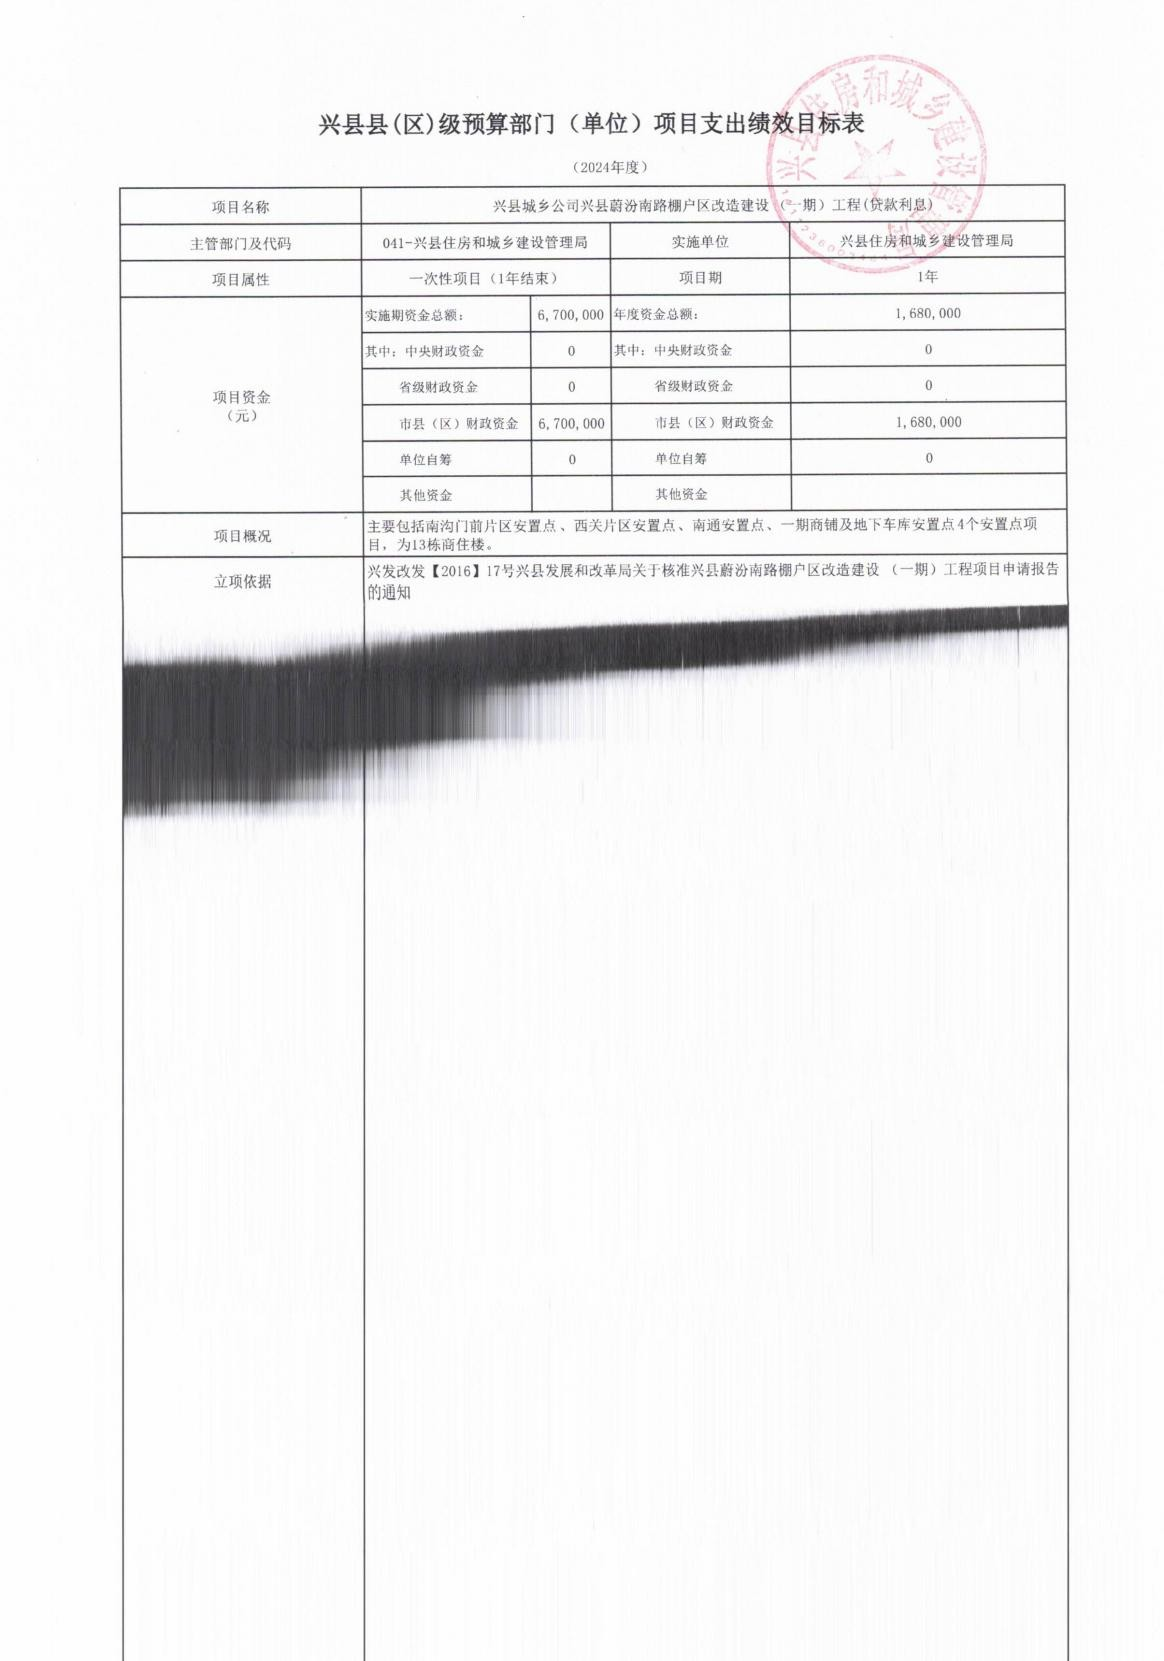 兴县县(区)级预算部门（单位）项目支出绩效目标表
（2024年度）
项目名称 兴县城乡公司兴县蔚汾南路棚户区改造建设（一期）工程(贷款利息)
主管部门及代码 041-兴县住房和城乡建设管理局 实施单位 兴县住房和城乡建设管理局
项目属性 一次性项目（1年结束） 项目期 1年
项目资金
（元）
实施期资金总额： 6,700,000 年度资金总额： 1,680,000
其中：中央财政资金 0 其中：中央财政资金 0
省级财政资金 0 省级财政资金 0
市县（区）财政资金 6,700,000 市县（区）财政资金 1,680,000
单位自筹 0 单位自筹 0
其他资金 其他资金
项目概况 主要包括南沟门前片区安置点、西关片区安置点、南通安置点、一期商铺及地下车库安置点4个安置点项
目，为13栋商住楼。
立项依据 兴发改发【2016】17号兴县发展和改革局关于核准兴县蔚汾南路棚户区改造建设 （一期）工程项目申请报告
的通知
兴县住房和城乡建设管理局